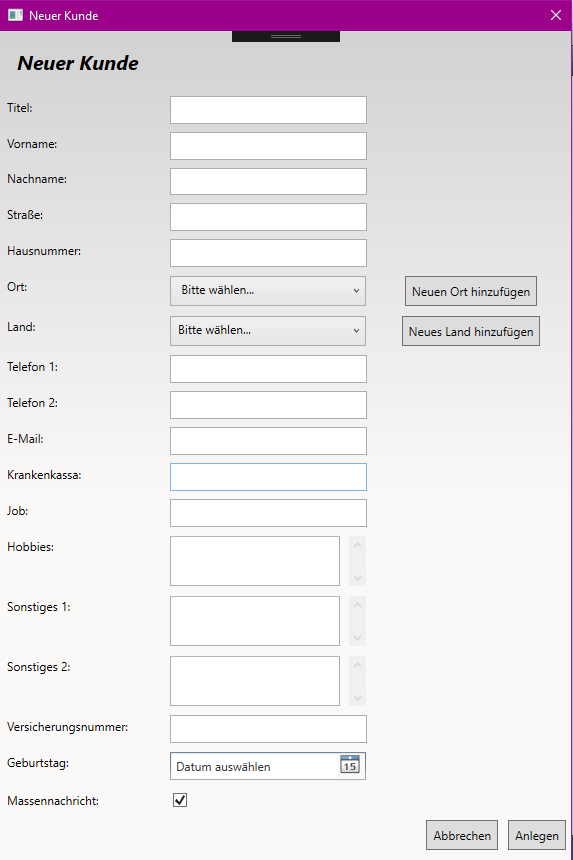 Neuer Kunde
Neuer Kunde
Titel:
Vorname:
Nachname:
Straße:
Hausnummer:
Ort: Bitte wählen... Neuen Ort hinzufügen
Land: Bitte wählen... Neues Land hinzufügen
Telefon 1:
Telefon 2:
E-Mail:
Krankenkassa:
Job:
Hobbies:
Sonstiges 1:
Sonstiges 2:
Versicherungsnummer:
Geburtstag: Datum auswählen 15
Massennachricht:
Abbrechen Anlegen